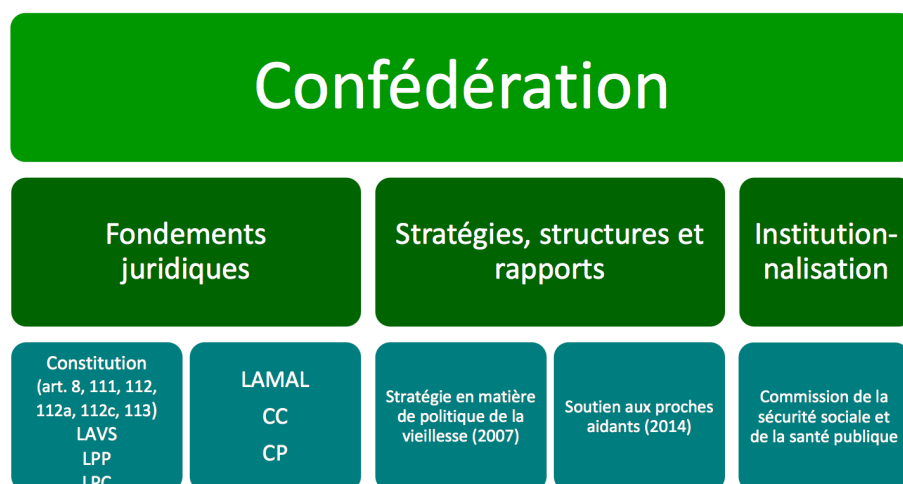 Confédération
Fondements
juridiques
Stratégies, structures et
rapports
Institution-
nalisation
Constitution
(art. 8, 111, 112,
112a, 112c, 113)
LAVS
LPP
LPC
LAMAL
CC
CP
Stratégie en matière
de politique de la
vieillesse (2007)
Soutien aux proches
aidants (2014)
Commission de la
sécurité sociale et
de la santé publique